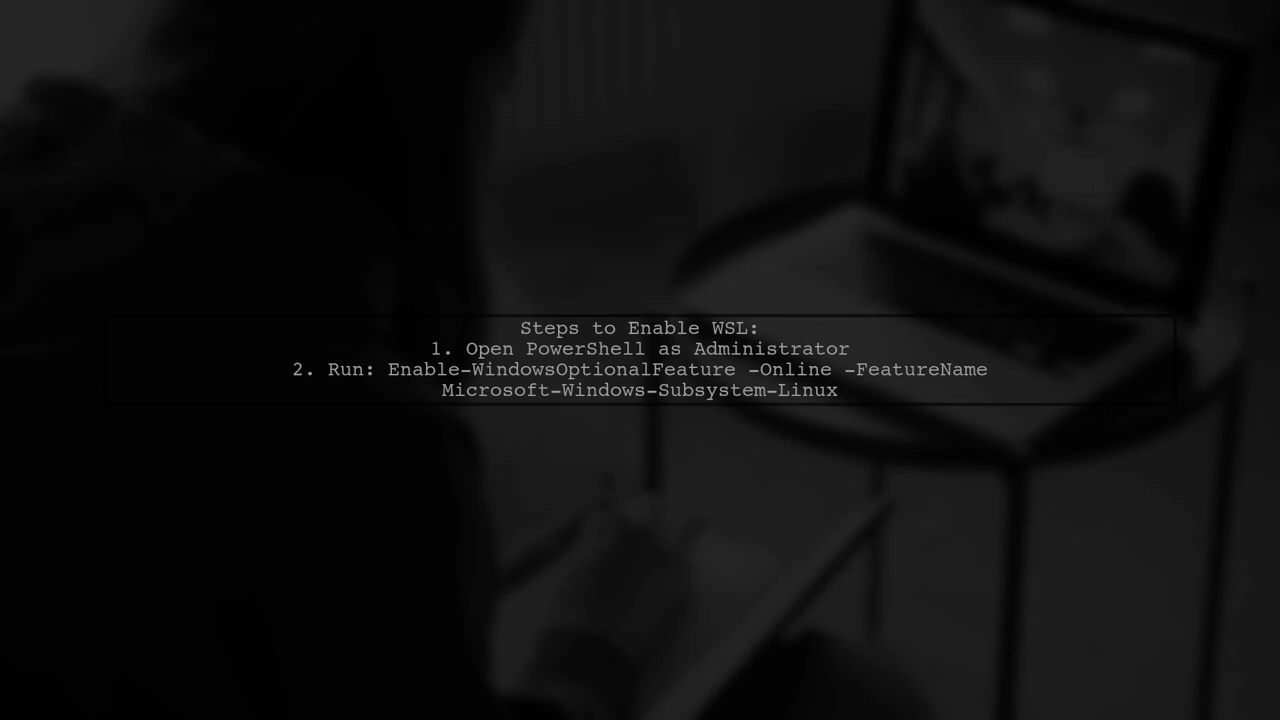 Steps to Enable WSL:
1. Open PowerShell as Administrator
2. Run: Enable-WindowsOptionalFeature -Online -FeatureName
Microsoft-Windows-Subsystem-Linux